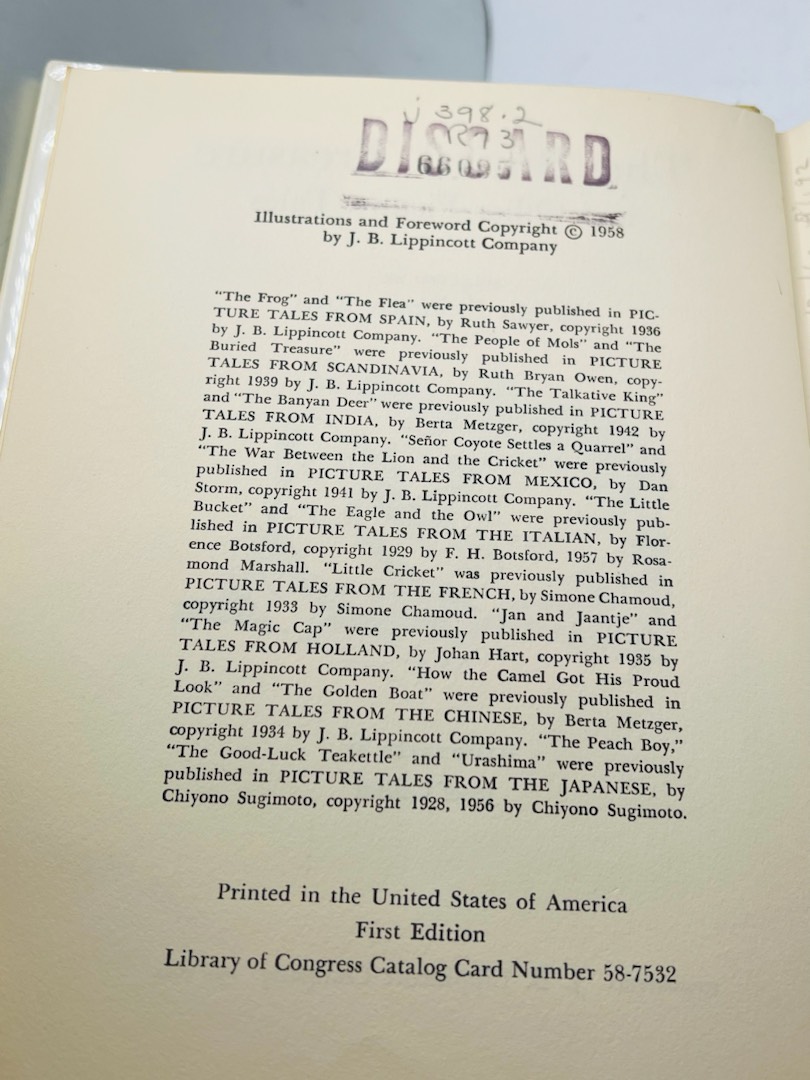 j 398.2
DISCARD
66095
Illustrations and Foreword Copyright © 1958
by J. B. Lippincott Company
"The Frog" and "The Flea" were previously published in PIC-
TURE TALES FROM SPAIN, by Ruth Sawyer, copyright 1936
by J. B. Lippincott Company. "The People of Mols" and "The
Buried Treasure" were previously published in PICTURE
TALES FROM SCANDINAVIA, by Ruth Bryan Owen, copy-
right 1939 by J. B. Lippincott Company. "The Talkative King"
and "The Banyan Deer" were previously published in PICTURE
TALES FROM INDIA, by Berta Metzger, copyright 1942 by
J. B. Lippincott Company. "Señor Coyote Settles a Quarrel" and
"The War Between the Lion and the Cricket" were previously
published in PICTURE TALES FROM MEXICO, by Dan
Storm, copyright 1941 by J. B. Lippincott Company. "The Little
Bucket" and "The Eagle and the Owl" were previously pub-
lished in PICTURE TALES FROM THE ITALIAN, by Flor-
ence Botsford, copyright 1929 by F. H. Botsford, 1957 by Rosa-
mond Marshall. "Little Cricket" was previously published in
PICTURE TALES FROM THE FRENCH, by Simone Chamoud,
copyright 1933 by Simone Chamoud. "Jan and Jaantje" and
"The Magic Cap" were previously published in PICTURE
TALES FROM HOLLAND, by Johan Hart, copyright 1935 by
J. B. Lippincott Company. "How the Camel Got His Proud
Look" and "The Golden Boat" were previously published in
PICTURE TALES FROM THE CHINESE, by Berta Metzger,
copyright 1934 by J. B. Lippincott Company. "The Peach Boy,"
"The Good-Luck Teakettle" and "Urashima" were previously
published in PICTURE TALES FROM THE JAPANESE, by
Chiyono Sugimoto, copyright 1928, 1956 by Chiyono Sugimoto.
Printed in the United States of America
First Edition
Library of Congress Catalog Card Number 58-7532